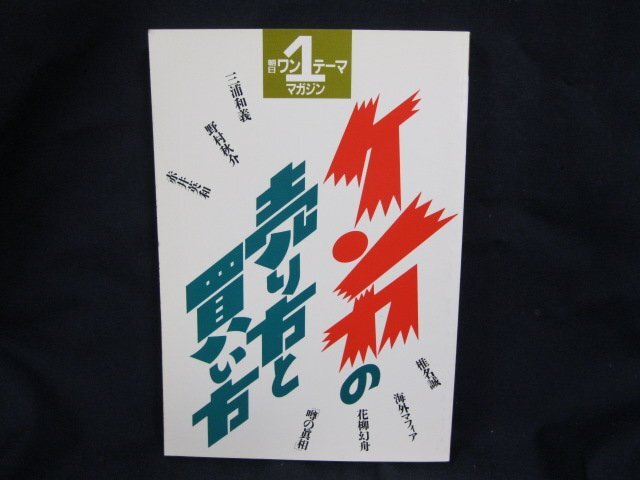 朝日
ワン1テーマ
マガジン
ケンカの
売り方と
買い方
三浦和義
野村秋介
赤井英和
椎名誠
海外マフィア
花柳幻舟
「噂の眞相」